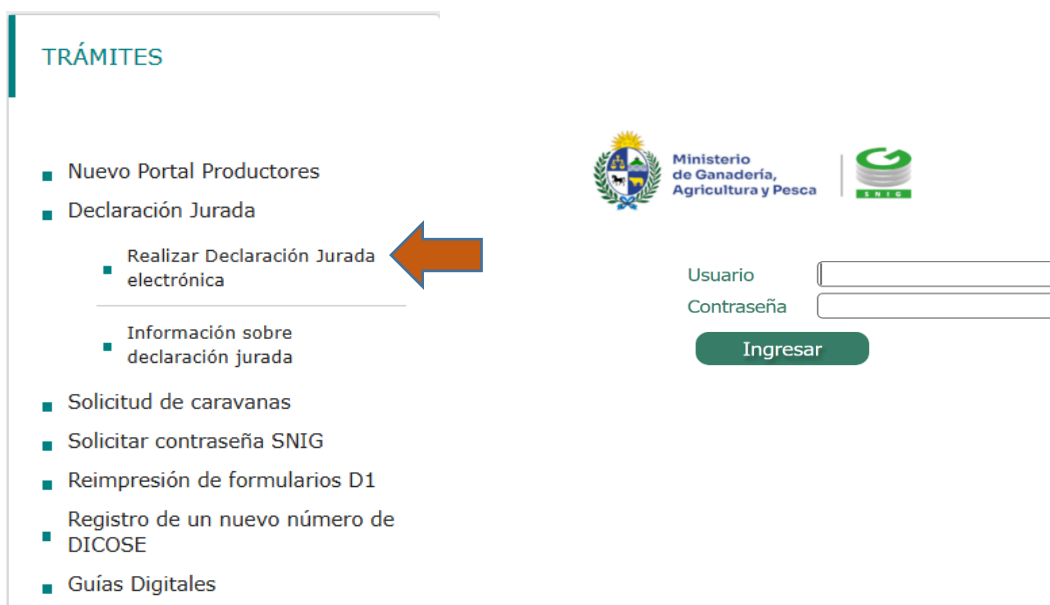 TRÁMITES
Nuevo Portal Productores
Declaración Jurada
Realizar Declaración Jurada
electrónica
Información sobre
declaración jurada
Solicitud de caravanas
Solicitar contraseña SNIG
Reimpresión de formularios D1
Registro de un nuevo número de
DICOSE
Guías Digitales
Ministerio
de Ganadería,
Agricultura y Pesca
SNIG
Usuario
Contraseña
Ingresar